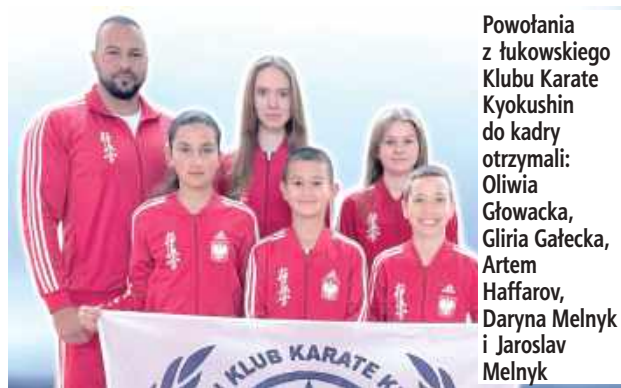 Powołania
z łukowskiego
Klubu Karate
Kyokushin
do kadry
otrzymali:
Oliwia
Głowacka,
Gliria Gałecka,
Artem
Haffarov,
Daryna Melnyk
i Jaroslav
Melnyk
KLUB KARATE K